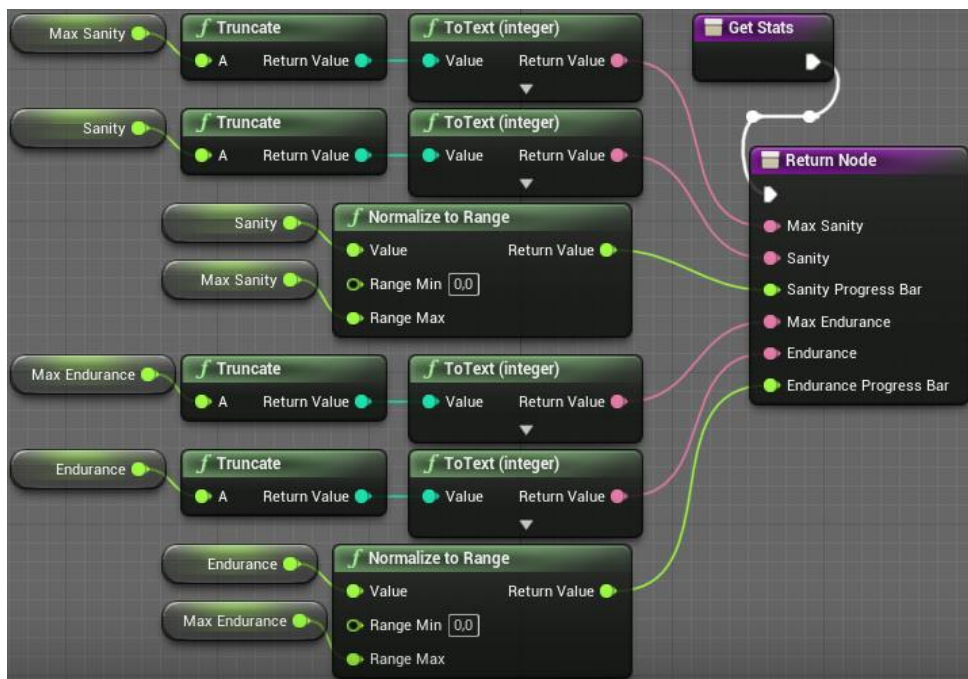 Max Sanity
Truncate
A Return Value
ToText (integer)
Value Return Value
Get Stats
Sanity
Truncate
A Return Value
ToText (integer)
Value Return Value
Return Node
Max Sanity
Sanity
Sanity Progress Bar
Max Endurance
Endurance
Endurance Progress Bar
Sanity
Max Sanity
Normalize to Range
Value Return Value
Range Min 0,0
Range Max
Max Endurance
Truncate
A Return Value
ToText (integer)
Value Return Value
Endurance
Truncate
A Return Value
ToText (integer)
Value Return Value
Endurance
Max Endurance
Normalize to Range
Value Return Value
Range Min 0,0
Range Max